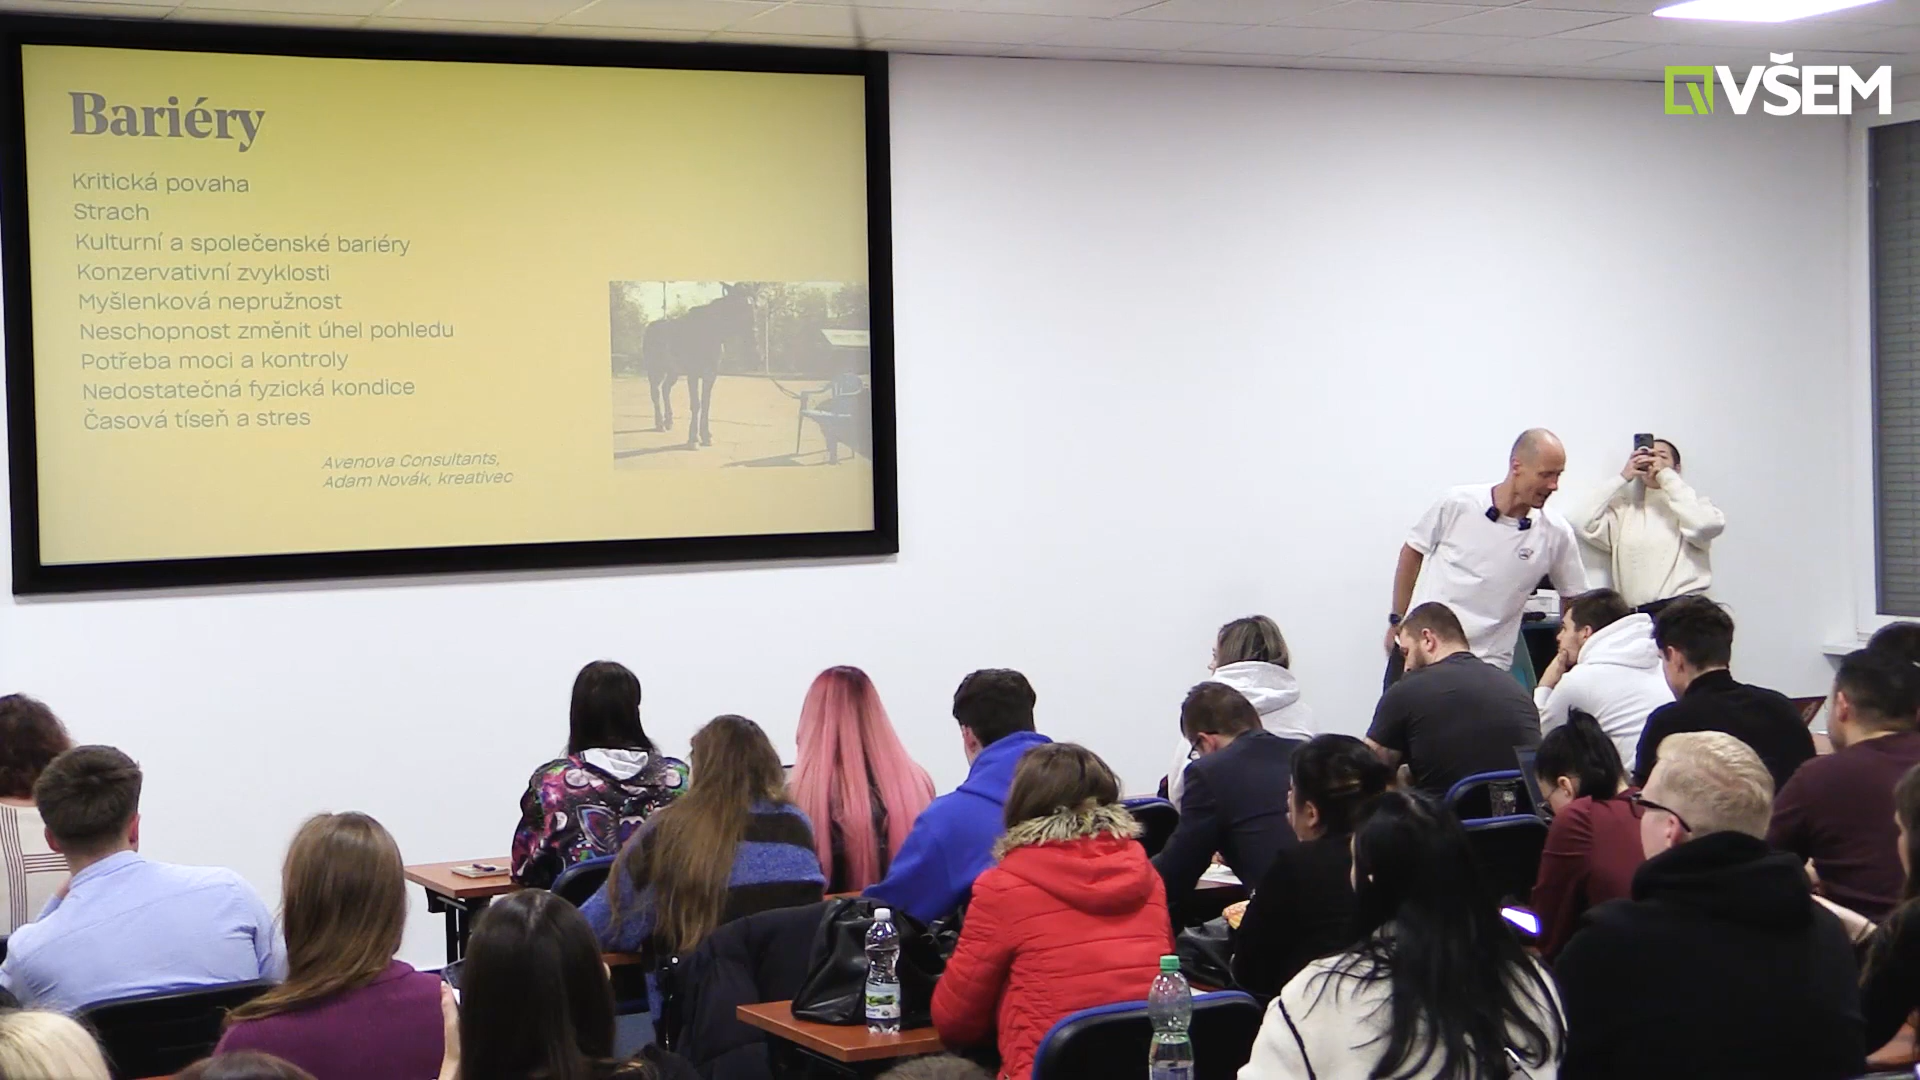 VŠEM
Bariéry
Kritická povaha
Strach
Kulturní a společenské bariéry
Konzervativní zvyklosti
Myšlenková nepružnost
Neschopnost změnit úhel pohledu
Potřeba moci a kontroly
Nedostatečná fyzická kondice
Časová tíseň a stres
Avenova Consultants,
Adam Novák, kreativec